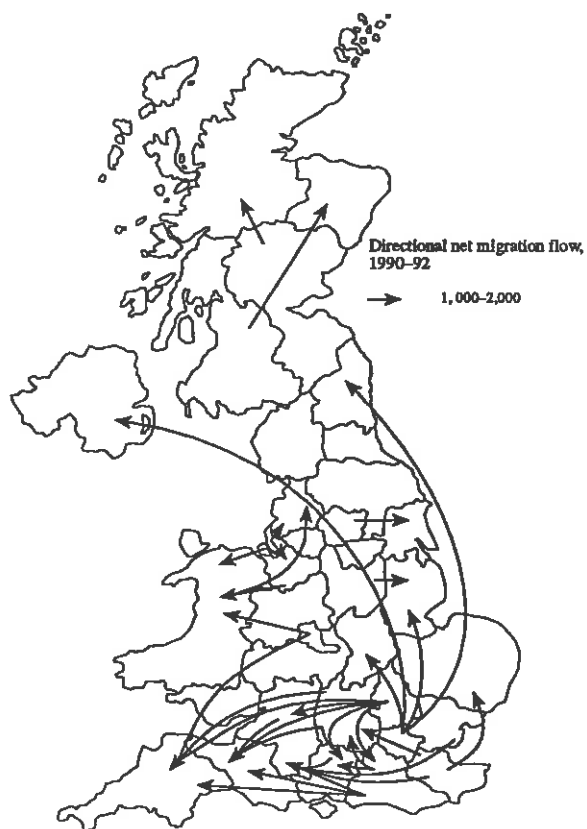 Directional net migration flow,
1990–92
1,000–2,000